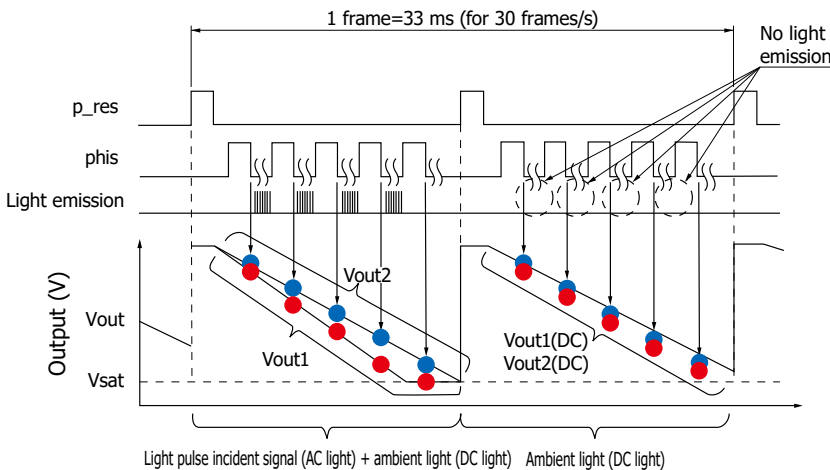 1 frame=33 ms (for 30 frames/s)
No light
emission
p_res
phis
Light emission
Output (V)
Vout
Vsat
Vout2
Vout1
Vout1(DC)
Vout2(DC)
Light pulse incident signal (AC light) + ambient light (DC light)
Ambient light (DC light)